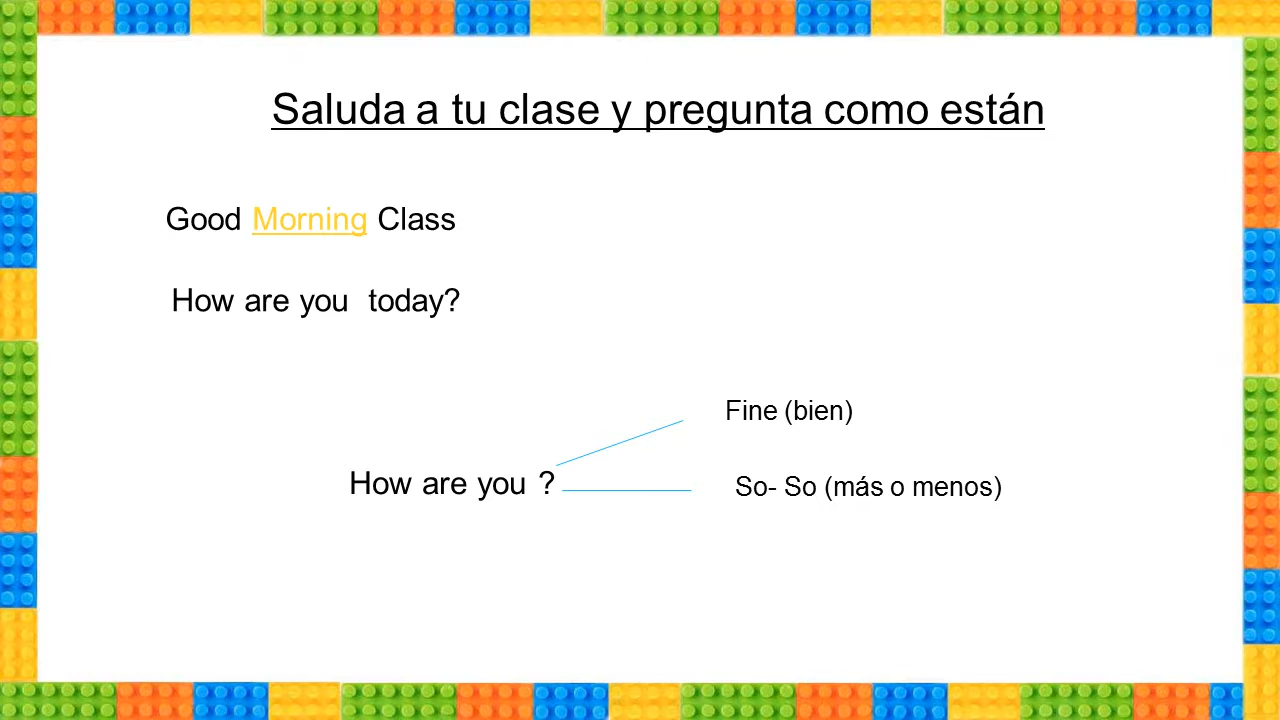 Saluda a tu clase y pregunta como están
Good Morning Class
How are you  today?
Fine (bien)
How are you ?
So- So (más o menos)